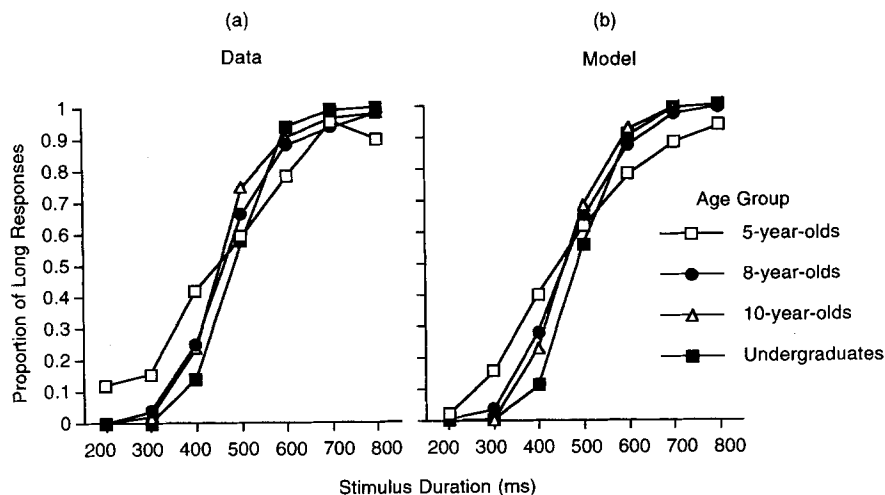 (a)
Data
(b)
Model
Proportion of Long Responses
1
0.9
0.8
0.7
0.6
0.5
0.4
0.3
0.2
0.1
0
200 300 400 500 600 700 800
200 300 400 500 600 700 800
Stimulus Duration (ms)
Age Group
5-year-olds
8-year-olds
10-year-olds
Undergraduates